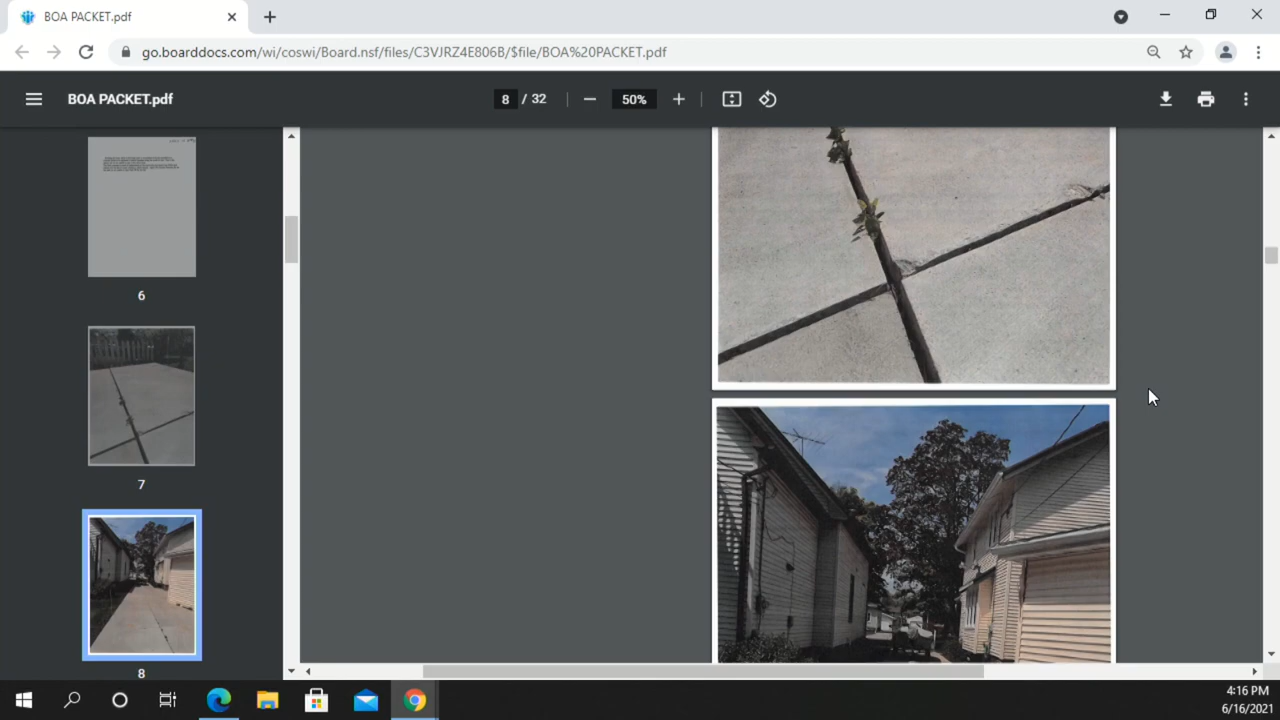 BOA PACKET.pdf
go.boarddocs.com/wi/coswi/Board.nsf/files/C3VJRZ4E806B/$file/BOA%20PACKET.pdf
BOA PACKET.pdf
8 / 32
50%
6
7
8
4:16 PM
6/16/2021